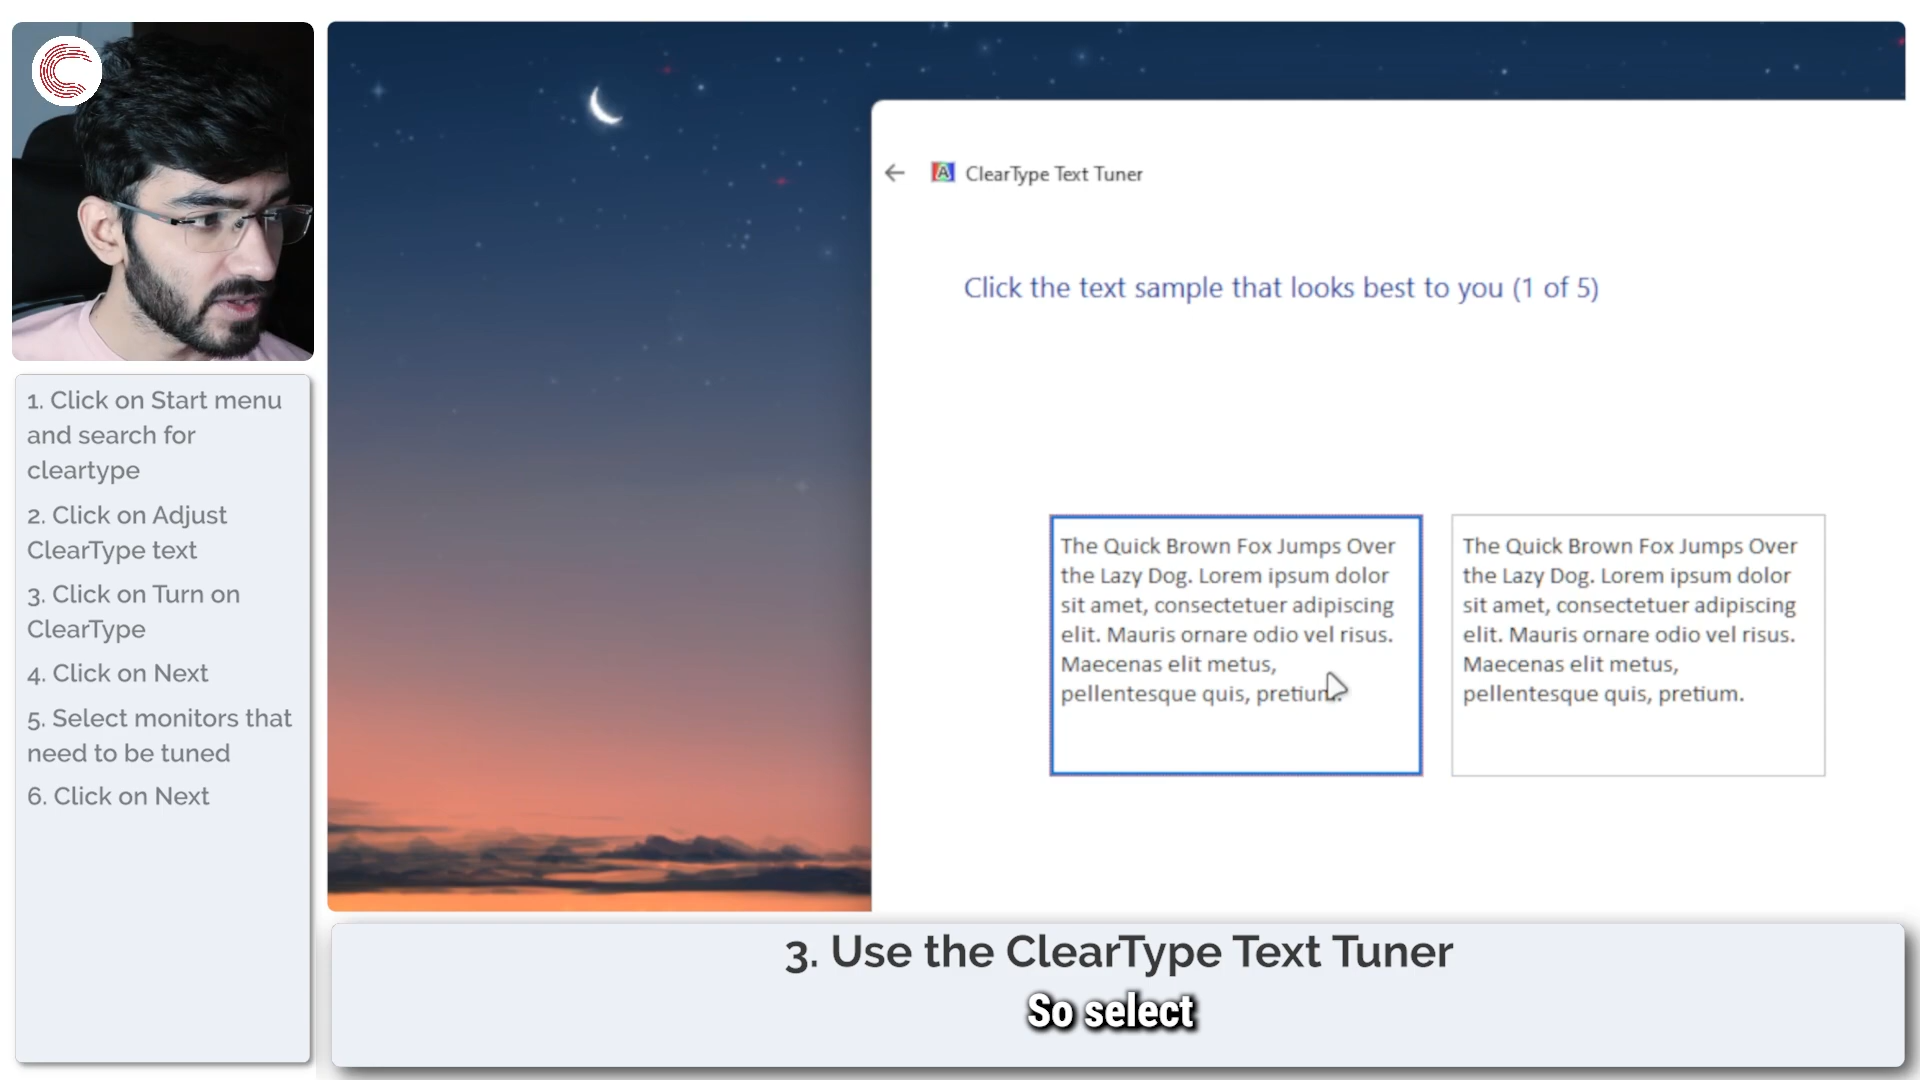 1. Click on Start menu
and search for
cleartype
2. Click on Adjust
ClearType text
3. Click on Turn on
ClearType
4. Click on Next
5. Select monitors that
need to be tuned
6. Click on Next
ClearType Text Tuner
Click the text sample that looks best to you (1 of 5)
The Quick Brown Fox Jumps Over
the Lazy Dog. Lorem ipsum dolor
sit amet, consectetuer adipiscing
elit. Mauris ornare odio vel risus.
Maecenas elit metus,
pellentesque quis, pretium.
The Quick Brown Fox Jumps Over
the Lazy Dog. Lorem ipsum dolor
sit amet, consectetuer adipiscing
elit. Mauris ornare odio vel risus.
Maecenas elit metus,
pellentesque quis, pretium.
3. Use the ClearType Text Tuner
So select